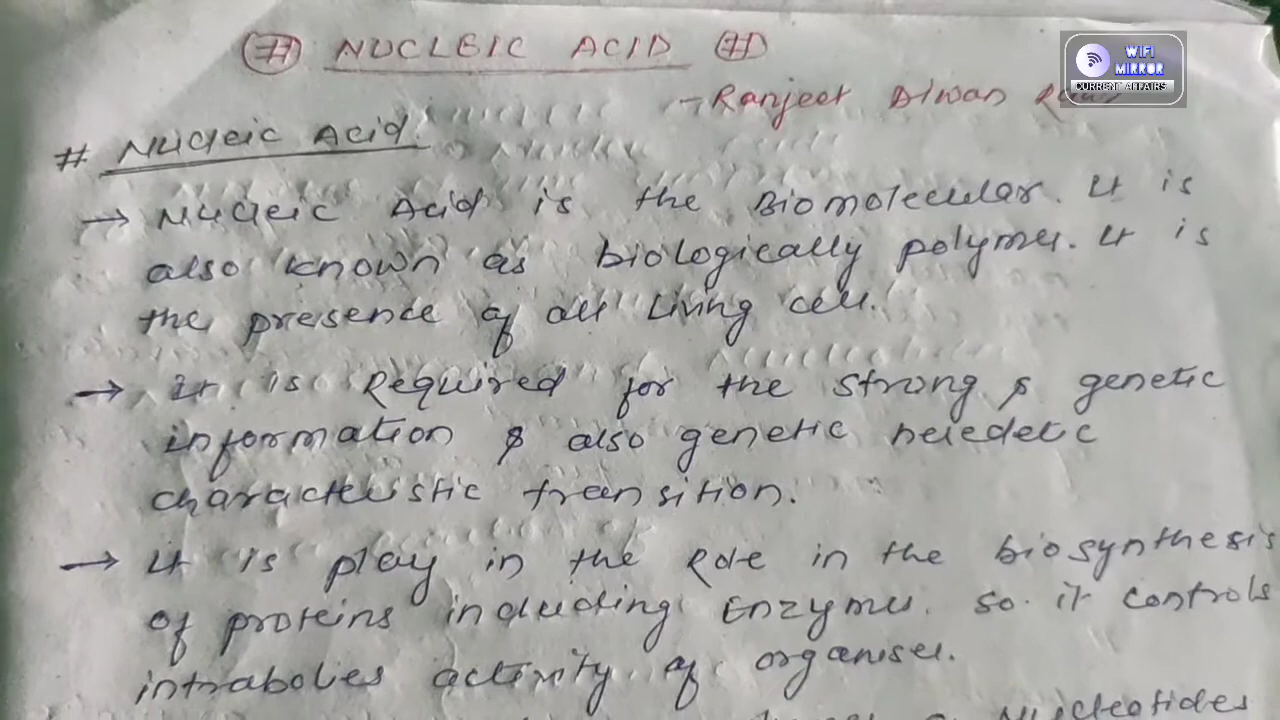 # NUCLEIC ACID #
WIFI
MIRROR
CURRENT AFFAIRS
→ Ranjeet Diwan
# Nucleic Acid.
→ Nucleic Acid is the Biomolecular. It is
also known as biologically polymer. It is
the presence of all Living cell.
→ It is Required for the strong & genetic
information & also genetic heledetic
characteristic transition.
→ It is play in the Role in the biosynthesis
of proteins including Enzymes. So it controls
intrabolies activity of organises.
Nucleotides